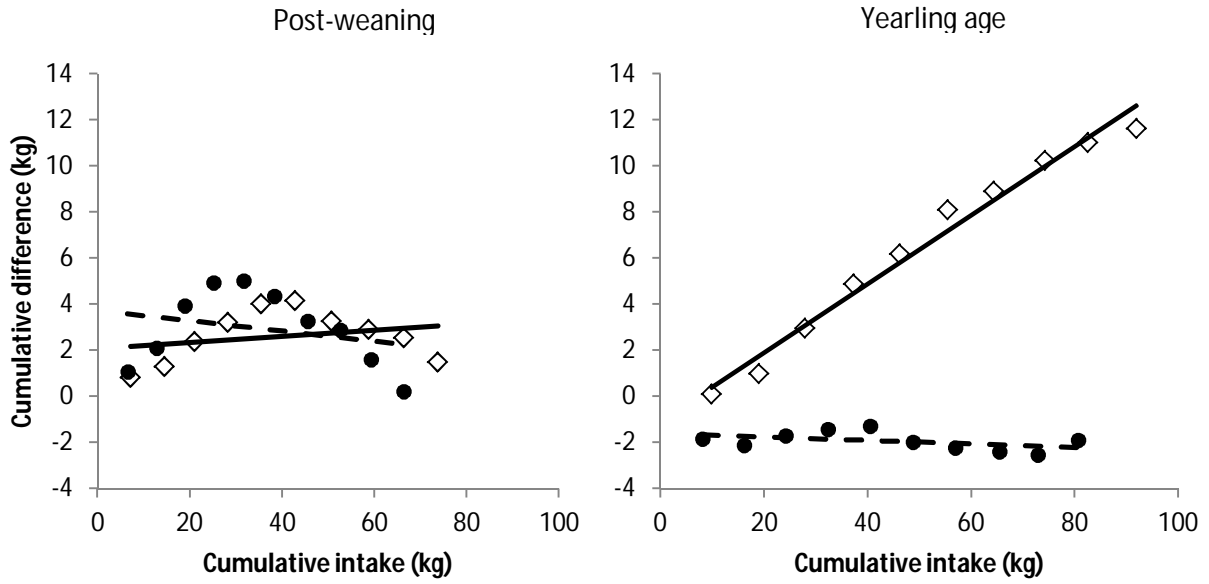 Post-weaning
14
12
10
8
6
4
2
0
-2
-4
0 20 40 60 80 100
Cumulative difference (kg)
Cumulative intake (kg)
Yearling age
14
12
10
8
6
4
2
0
-2
-4
0 20 40 60 80 100
Cumulative intake (kg)